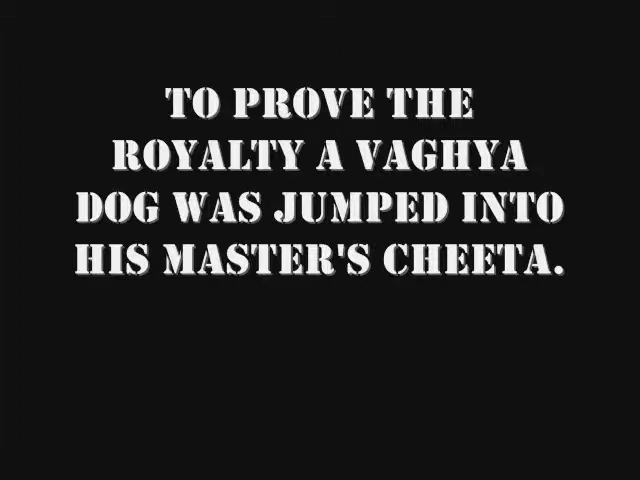 TO PROVE THE
ROYALTY A VAGHYA
DOG WAS JUMPED INTO
HIS MASTER'S CHEETA.